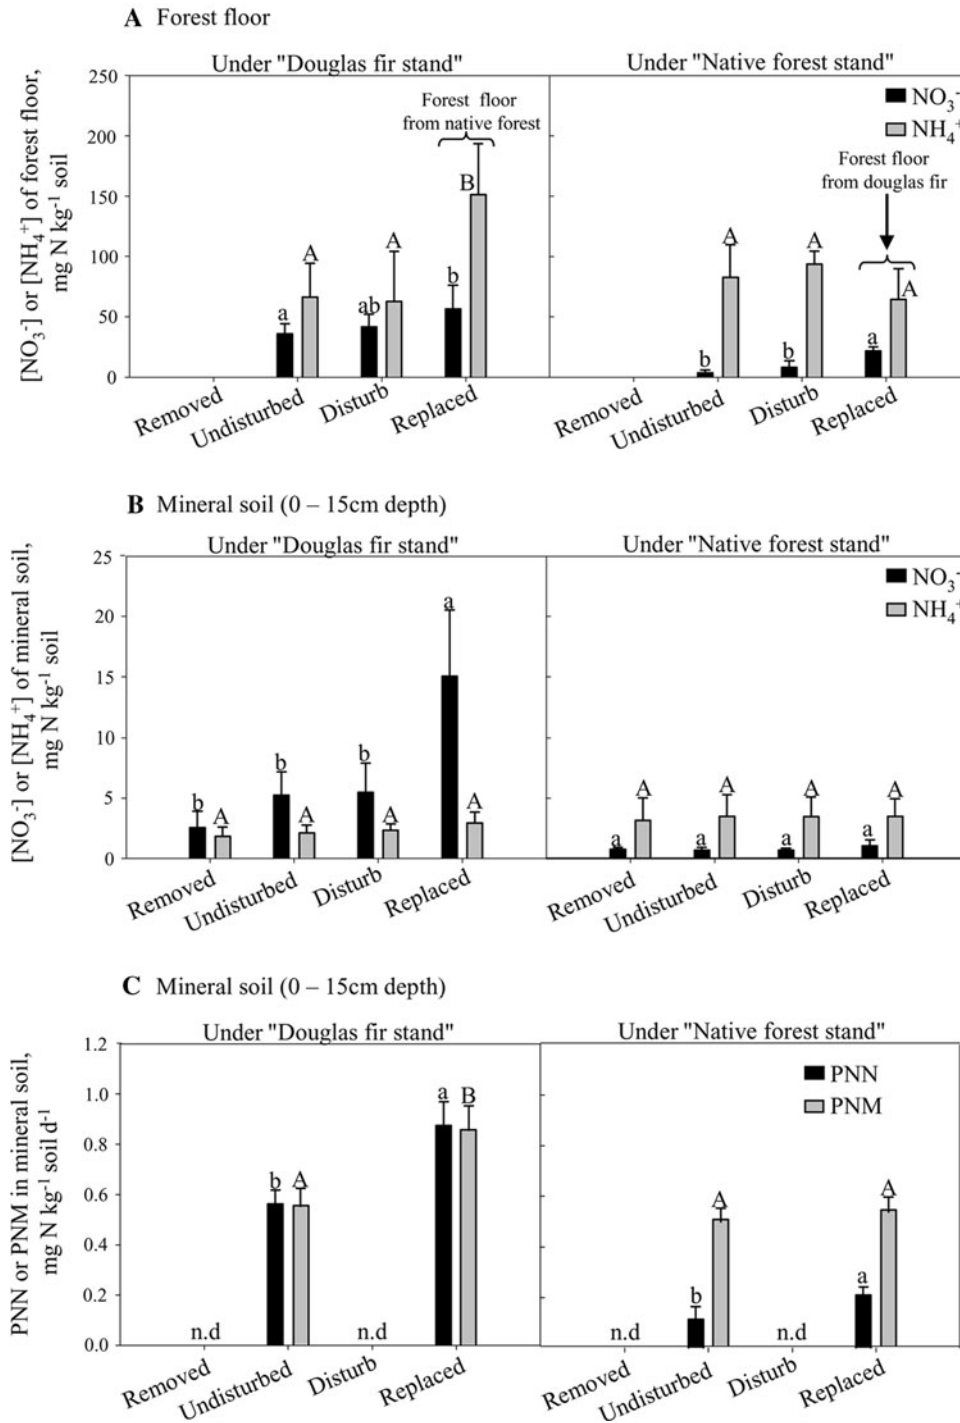 A Forest floor
Under "Douglas fir stand"
Under "Native forest stand"
[NO₃⁻] or [NH₄⁺] of forest floor,
mg N kg⁻¹ soil
250
200
150
100
50
0
Forest floor
from native forest
NO₃⁻
NH₄⁺
Forest floor
from douglas fir
a A ab A b B
b A b A a A
Removed Undisturbed Disturb Replaced
Removed Undisturbed Disturb Replaced
B Mineral soil (0 – 15cm depth)
Under "Douglas fir stand"
Under "Native forest stand"
[NO₃⁻] or [NH₄⁺] of mineral soil,
mg N kg⁻¹ soil
25
20
15
10
5
0
NO₃⁻
NH₄⁺
b A b A b A a A
a A a A a A a A
Removed Undisturbed Disturb Replaced
Removed Undisturbed Disturb Replaced
C Mineral soil (0 – 15cm depth)
Under "Douglas fir stand"
Under "Native forest stand"
PNN or PNM in mineral soil,
mg N kg⁻¹ soil d⁻¹
1.2
1.0
0.8
0.6
0.4
0.2
0.0
PNN
PNM
n.d b A n.d a B
n.d b A n.d a A
Removed Undisturbed Disturb Replaced
Removed Undisturbed Disturb Replaced